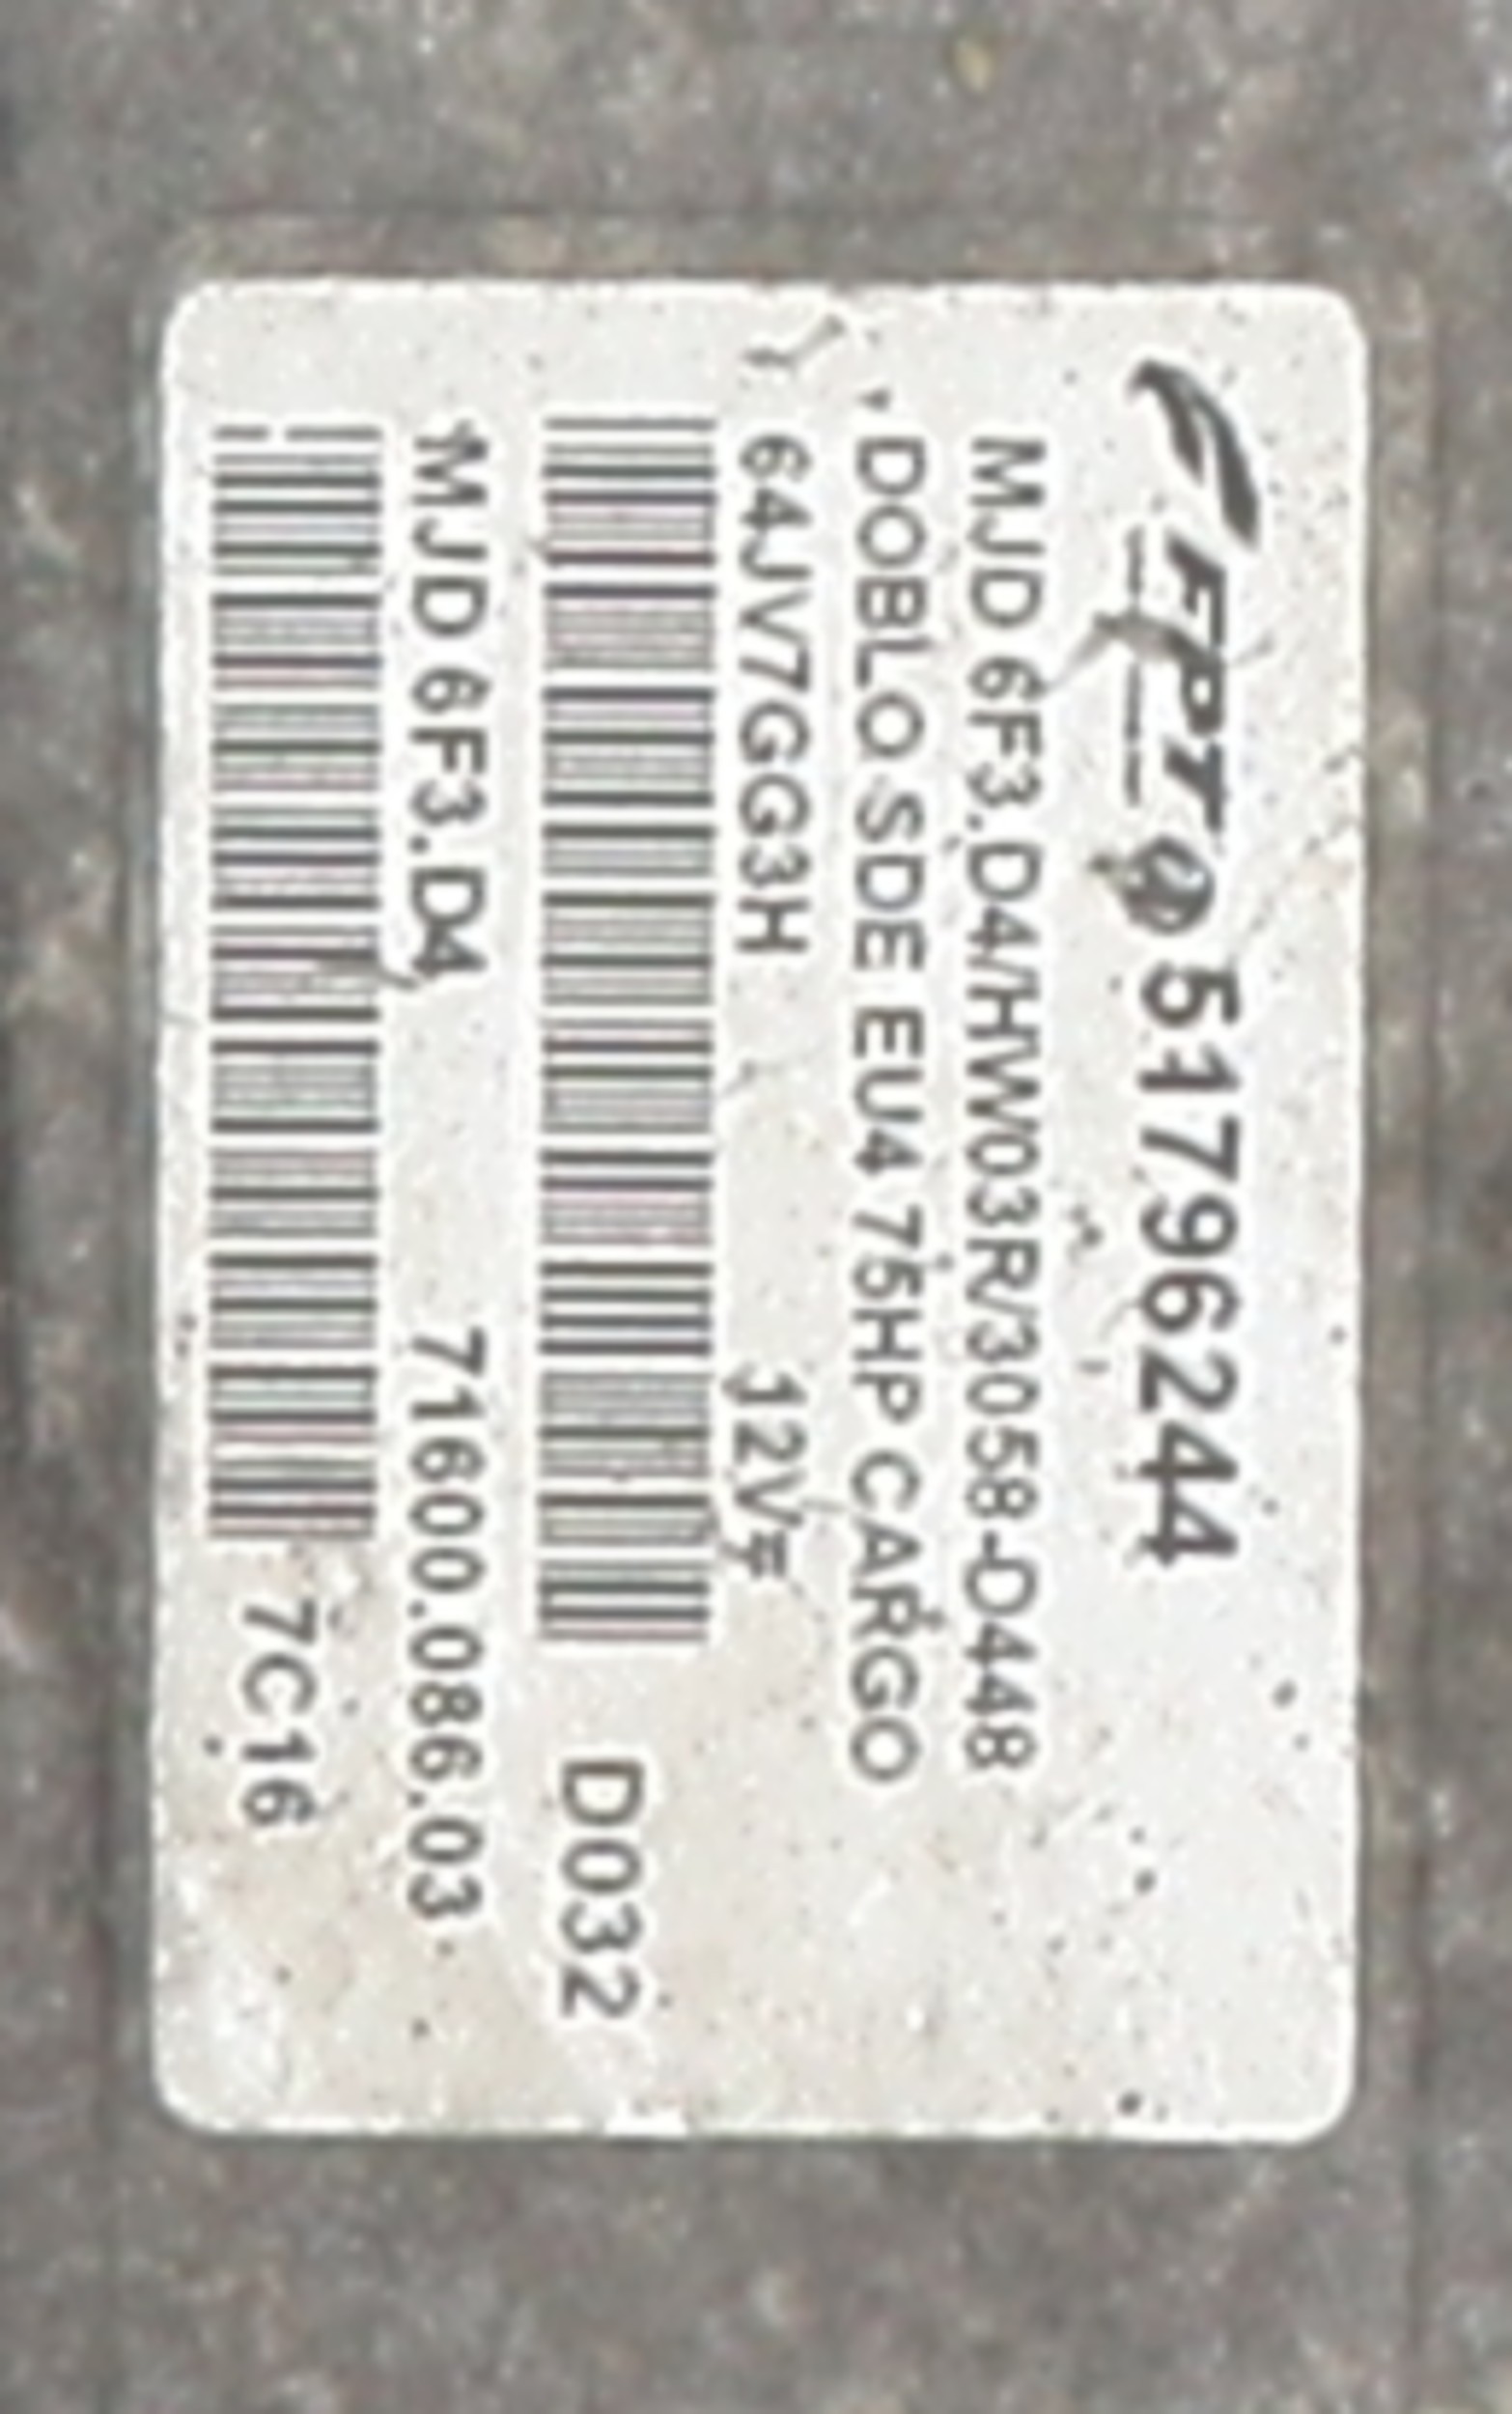 FPT 51796244
MJD 6F3.D4/HW03R/3058-D448
DOBLO SDE EU4 75HP CARGO
64JV7GG3H 12V
D032
MJD 6F3.D4 71600.086.03
7C16